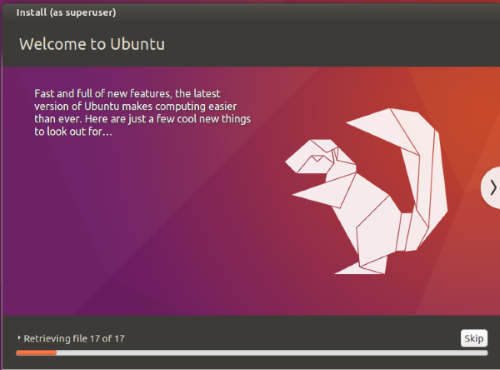 Install (as superuser)
Welcome to Ubuntu
Fast and full of new features, the latest
version of Ubuntu makes computing easier
than ever. Here are just a few cool new things
to look out for...
Retrieving file 17 of 17
Skip